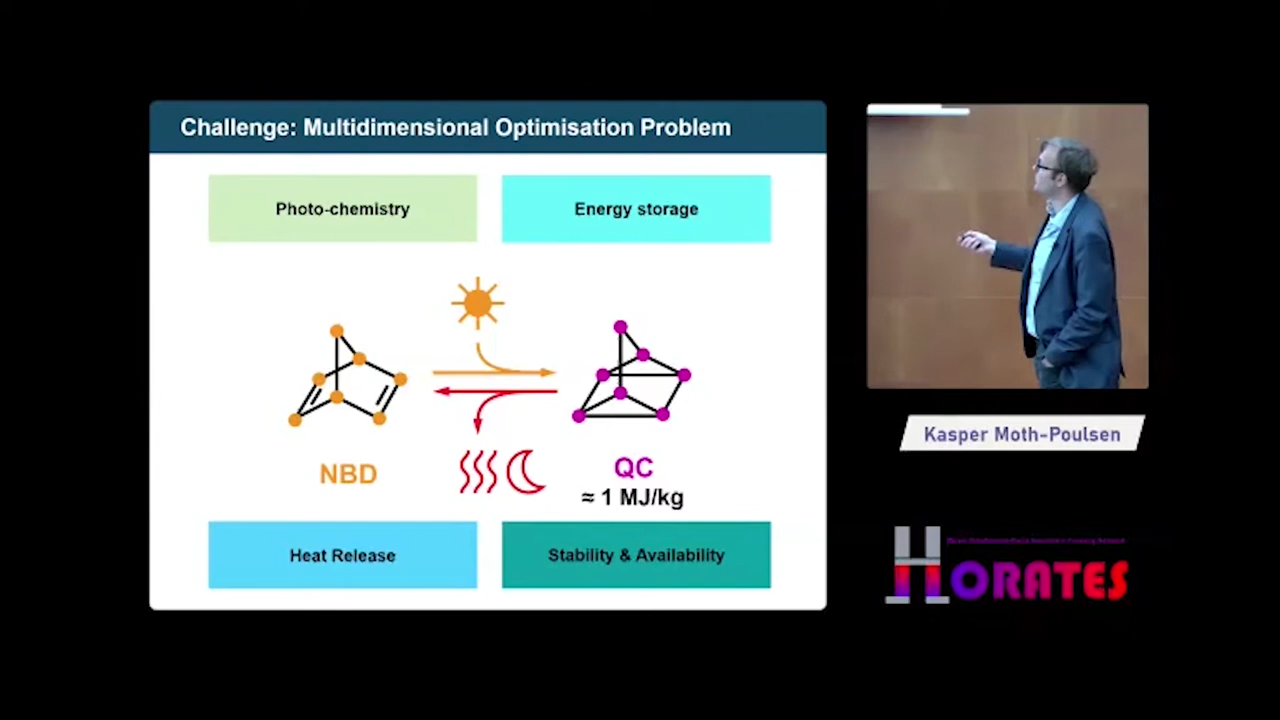 Challenge: Multidimensional Optimisation Problem
Photo-chemistry
Energy storage
NBD
QC
≈ 1 MJ/kg
Heat Release
Stability & Availability
Kasper Moth-Poulsen
HORATES